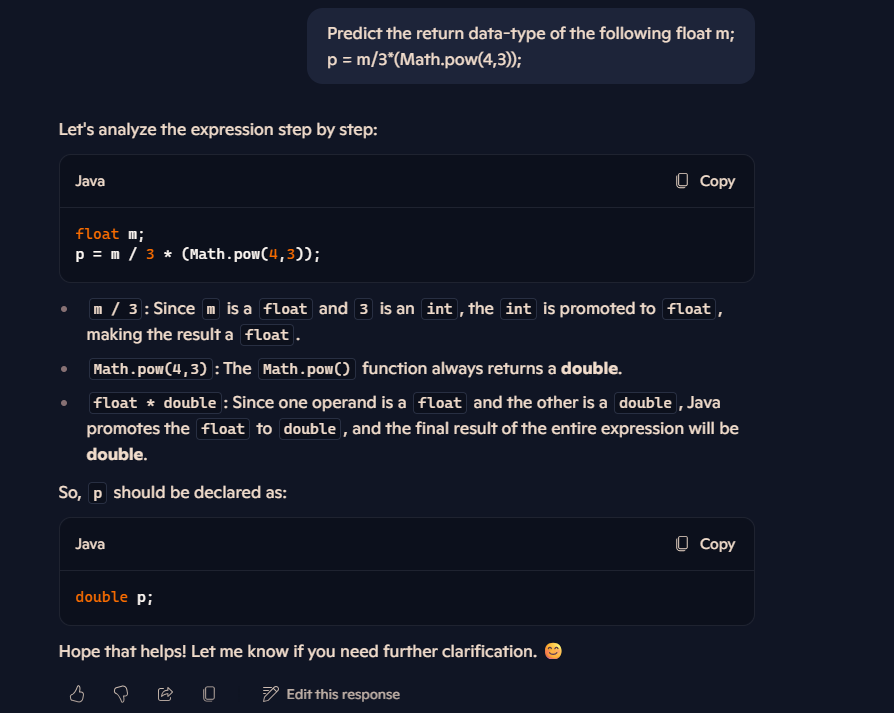 Predict the return data-type of the following float m;
p = m/3*(Math.pow(4,3));
Let's analyze the expression step by step:
Java
Copy
float m;
p = m / 3 * (Math.pow(4,3));
m / 3 : Since m is a float and 3 is an int , the int is promoted to float ,
making the result a float .
Math.pow(4,3) : The Math.pow() function always returns a double.
float * double : Since one operand is a float and the other is a double , Java
promotes the float to double , and the final result of the entire expression will be
double.
So, p should be declared as:
Java
Copy
double p;
Hope that helps! Let me know if you need further clarification. 😊
Edit this response